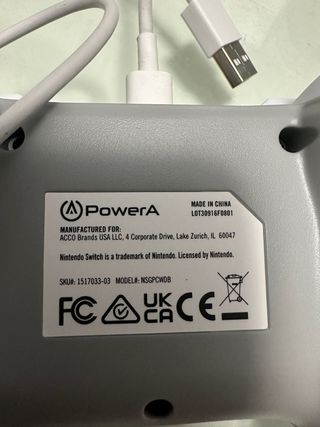 PowerA
MADE IN CHINA
LOT30916F0801
MANUFACTURED FOR:
ACCO Brands USA LLC, 4 Corporate Drive, Lake Zurich, IL 60047
Nintendo Switch is a trademark of Nintendo. Licensed by Nintendo.
SKU#: 1517033-03 MODEL#: NSGPCWDB
FC UK CA CE